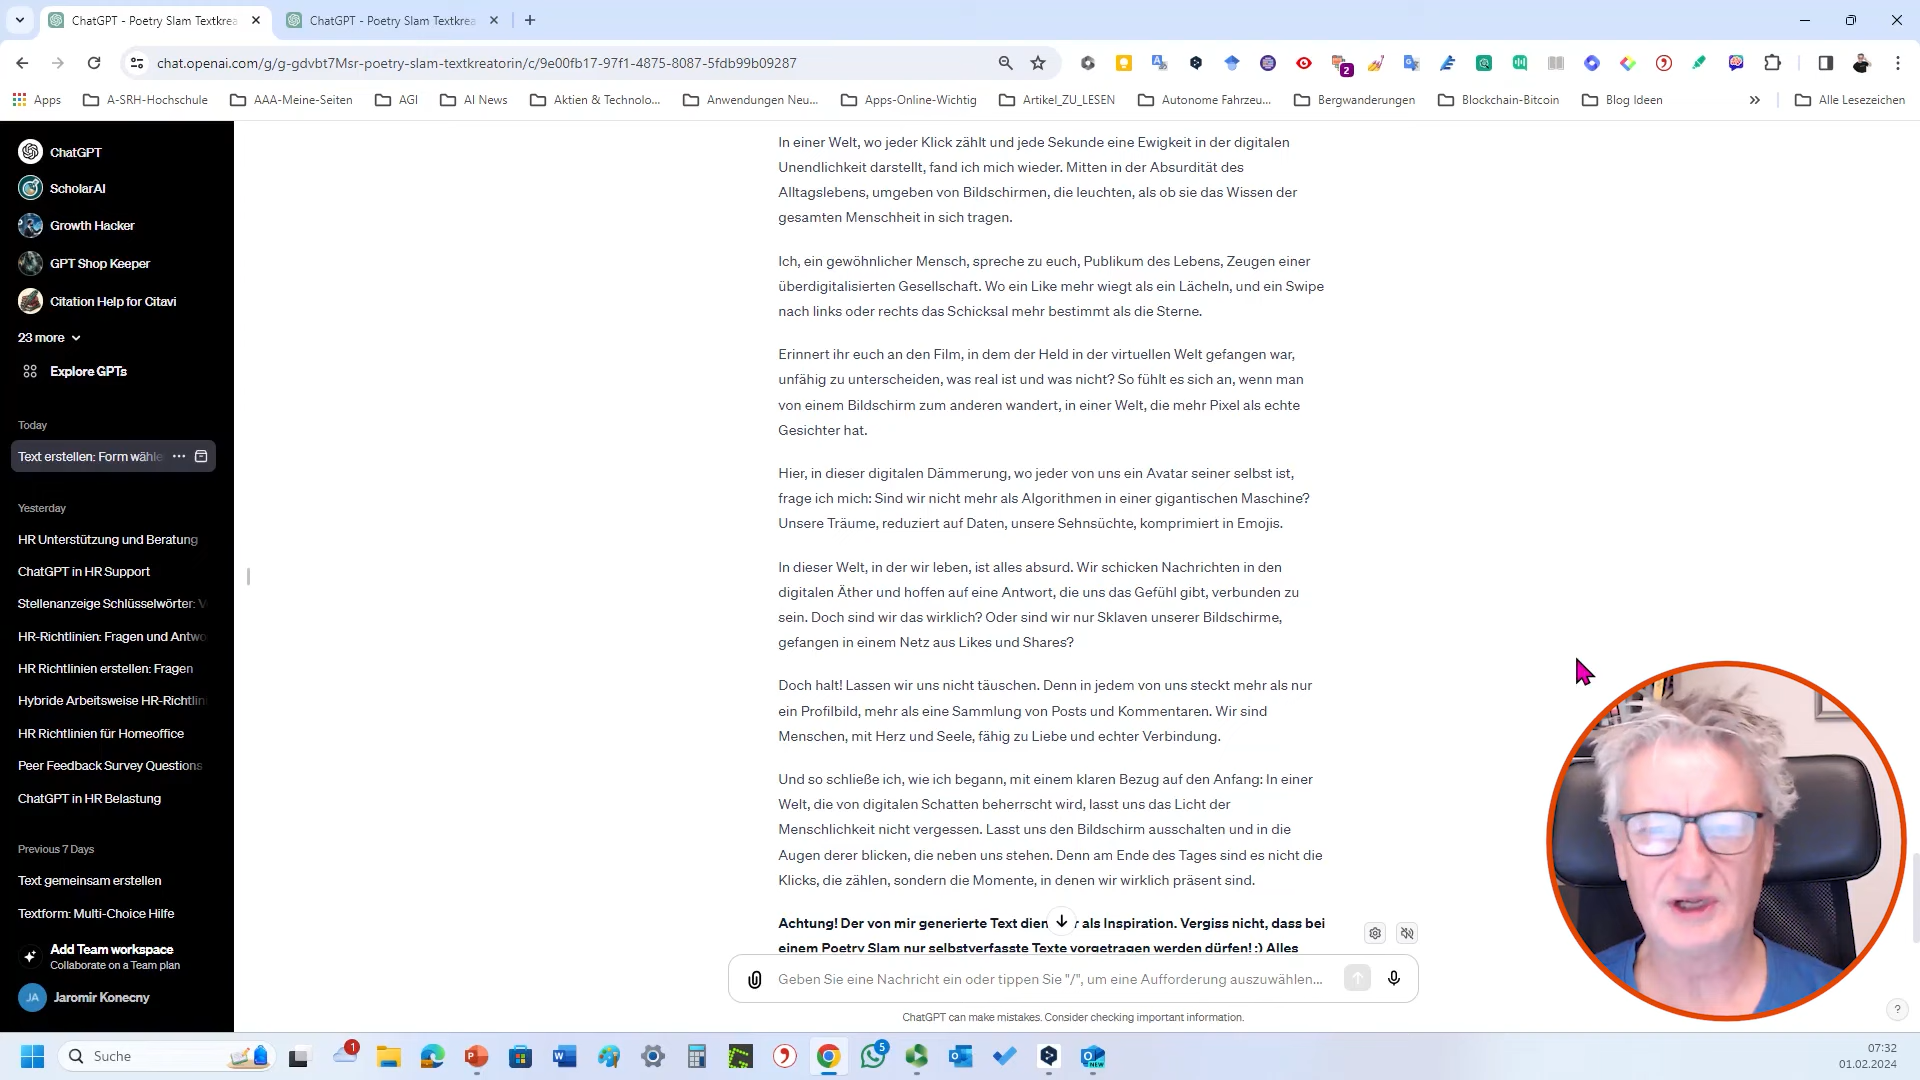 ChatGPT - Poetry Slam Textkrea
ChatGPT - Poetry Slam Textkrea
chat.openai.com/g/g-gdvbt7Msr-poetry-slam-textkreatorin/c/9e00fb17-97f1-4875-8087-5fdb99b09287
2
Apps
A-SRH-Hochschule
AAA-Meine-Seiten
AGI
AI News
Aktien & Technolo...
Anwendungen Neu...
Apps-Online-Wichtig
Artikel_ZU_LESEN
Autonome Fahrzeu...
Bergwanderungen
Blockchain-Bitcoin
Blog Ideen
Alle Lesezeichen
ChatGPT
ScholarAI
Growth Hacker
GPT Shop Keeper
Citation Help for Citavi
23 more
Explore GPTs
Today
Text erstellen: Form wähle
Yesterday
HR Unterstützung und Beratung
ChatGPT in HR Support
Stellenanzeige Schlüsselwörter: V
HR-Richtlinien: Fragen und Antwo
HR Richtlinien erstellen: Fragen
Hybride Arbeitsweise HR-Richtlin
HR Richtlinien für Homeoffice
Peer Feedback Survey Questions
ChatGPT in HR Belastung
Previous 7 Days
Text gemeinsam erstellen
Textform: Multi-Choice Hilfe
Add Team workspace
Collaborate on a Team plan
JA
Jaromir Konecny
In einer Welt, wo jeder Klick zählt und jede Sekunde eine Ewigkeit in der digitalen
Unendlichkeit darstellt, fand ich mich wieder. Mitten in der Absurdität des
Alltagslebens, umgeben von Bildschirmen, die leuchten, als ob sie das Wissen der
gesamten Menschheit in sich tragen.
Ich, ein gewöhnlicher Mensch, spreche zu euch, Publikum des Lebens, Zeugen einer
überdigitalisierten Gesellschaft. Wo ein Like mehr wiegt als ein Lächeln, und ein Swipe
nach links oder rechts das Schicksal mehr bestimmt als die Sterne.
Erinnert ihr euch an den Film, in dem der Held in der virtuellen Welt gefangen war,
unfähig zu unterscheiden, was real ist und was nicht? So fühlt es sich an, wenn man
von einem Bildschirm zum anderen wandert, in einer Welt, die mehr Pixel als echte
Gesichter hat.
Hier, in dieser digitalen Dämmerung, wo jeder von uns ein Avatar seiner selbst ist,
frage ich mich: Sind wir nicht mehr als Algorithmen in einer gigantischen Maschine?
Unsere Träume, reduziert auf Daten, unsere Sehnsüchte, komprimiert in Emojis.
In dieser Welt, in der wir leben, ist alles absurd. Wir schicken Nachrichten in den
digitalen Äther und hoffen auf eine Antwort, die uns das Gefühl gibt, verbunden zu
sein. Doch sind wir das wirklich? Oder sind wir nur Sklaven unserer Bildschirme,
gefangen in einem Netz aus Likes und Shares?
Doch halt! Lassen wir uns nicht täuschen. Denn in jedem von uns steckt mehr als nur
ein Profilbild, mehr als eine Sammlung von Posts und Kommentaren. Wir sind
Menschen, mit Herz und Seele, fähig zu Liebe und echter Verbindung.
Und so schließe ich, wie ich begann, mit einem klaren Bezug auf den Anfang: In einer
Welt, die von digitalen Schatten beherrscht wird, lasst uns das Licht der
Menschlichkeit nicht vergessen. Lasst uns den Bildschirm ausschalten und in die
Augen derer blicken, die neben uns stehen. Denn am Ende des Tages sind es nicht die
Klicks, die zählen, sondern die Momente, in denen wir wirklich präsent sind.
Achtung! Der von mir generierte Text dien r als Inspiration. Vergiss nicht, dass bei
einem Poetry Slam nur selbstverfasste Texte vorgetragen werden dürfen! :) Alles
Geben Sie eine Nachricht ein oder tippen Sie "/", um eine Aufforderung auszuwählen...
ChatGPT can make mistakes. Consider checking important information.
?
Suche
1
5
07:32
01.02.2024